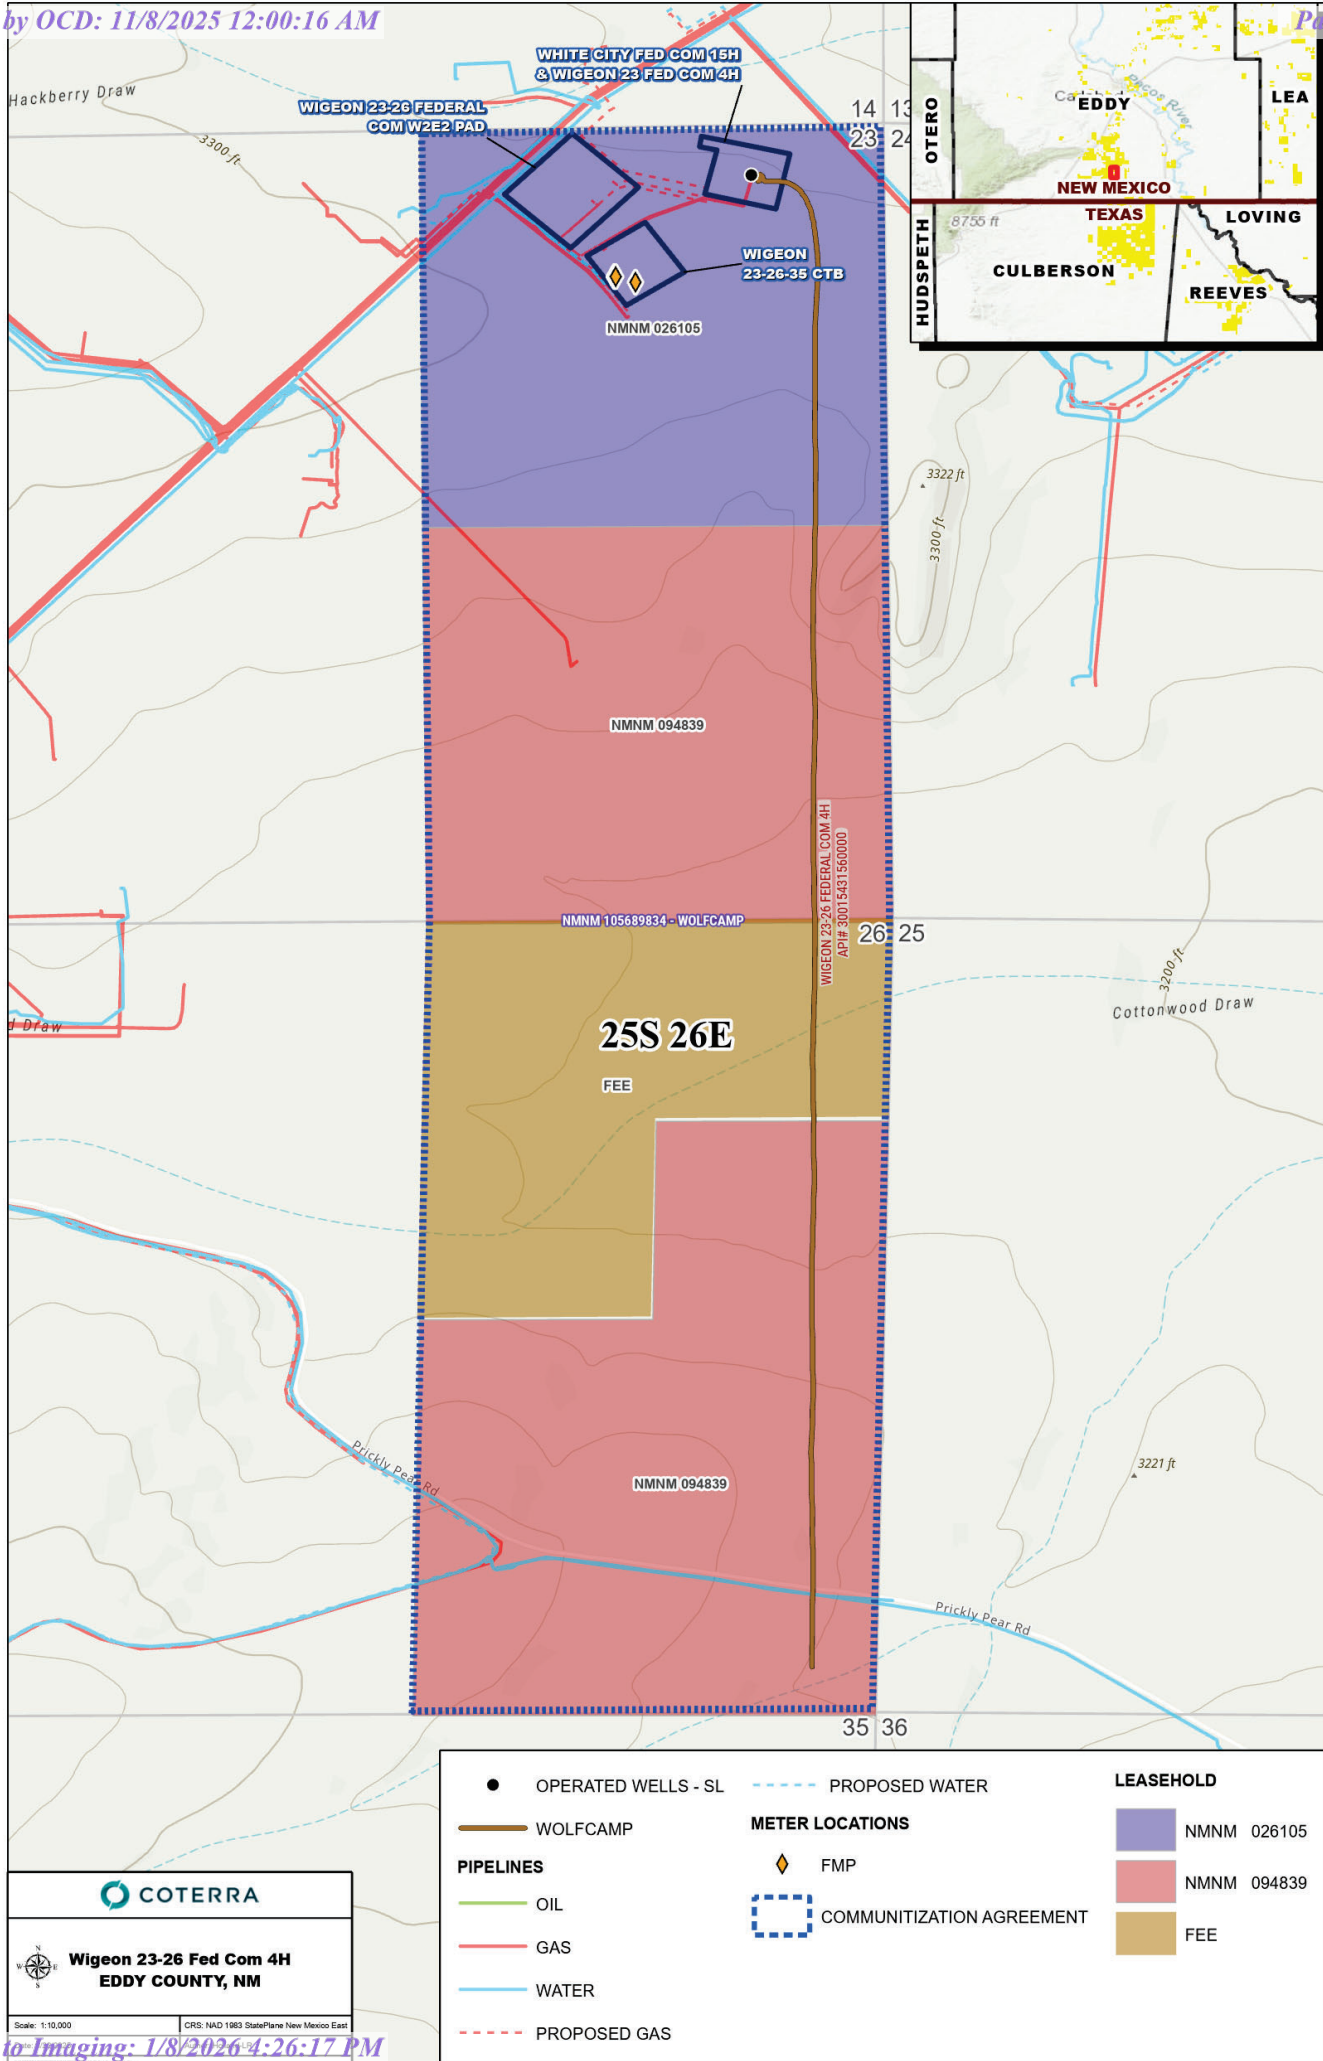 by OCD: 11/8/2025 12:00:16 AM
Pa
Hackberry Draw
3300-ft
WHITE CITY FED COM 15H
& WIGEON 23 FED COM 4H
WIGEON 23-26 FEDERAL
COM W2E2 PAD
14 13
23 24
OTERO
EDDY
LEA
Pecos River
NEW MEXICO
TEXAS
8755 ft
LOVING
HUDSPETH
CULBERSON
REEVES
WIGEON
23-26-35 CTB
NMNM 026105
3322 ft
3300-ft
NMNM 094839
WIGEON 23-26 FEDERAL COM 4H
API# 30015431560000
NMNM 105689834 - WOLFCAMP
26 25
3200-ft
Cottonwood Draw
d Draw
25S 26E
FEE
Prickly Pear Rd
NMNM 094839
3221 ft
Prickly Pear Rd
35 36
OPERATED WELLS - SL
WOLFCAMP
PIPELINES
OIL
GAS
WATER
PROPOSED GAS
PROPOSED WATER
METER LOCATIONS
FMP
COMMUNITIZATION AGREEMENT
LEASEHOLD
NMNM 026105
NMNM 094839
FEE
COTERRA
N
W E
S
Wigeon 23-26 Fed Com 4H
EDDY COUNTY, NM
Scale: 1:10,000
CRS: NAD 1983 StatePlane New Mexico East
to Imaging: 1/8/2026 4:26:17 PM